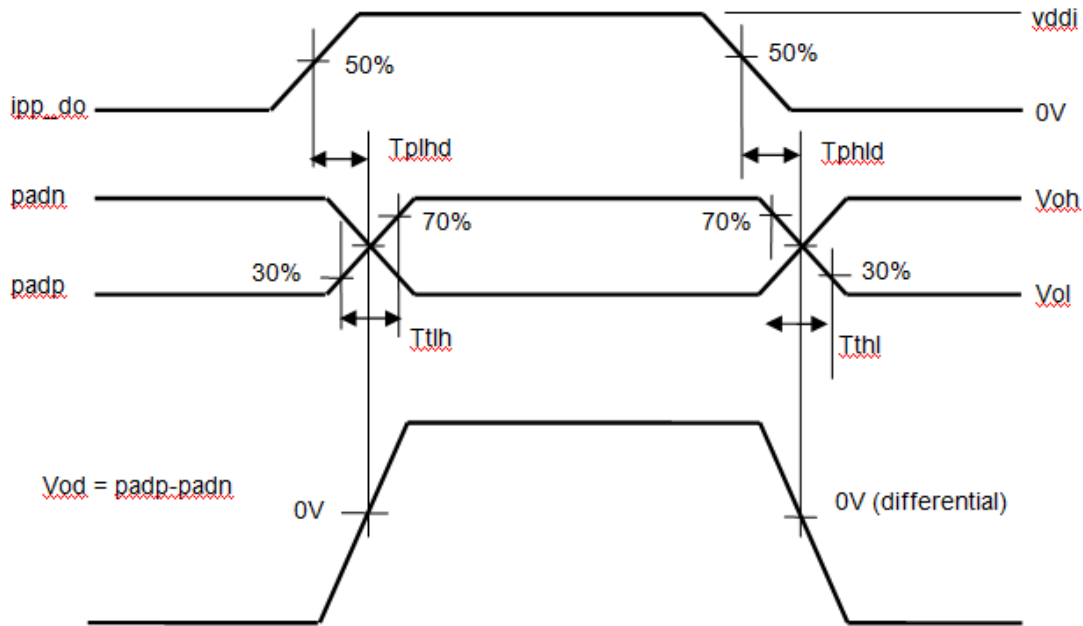 vddi
50%
50%
ipp_do
0V
Tplhd
Tphld
padn
Voh
70%
70%
30%
30%
padp
Vol
Ttlh
Tthl
Vod = padp-padn
0V
0V (differential)